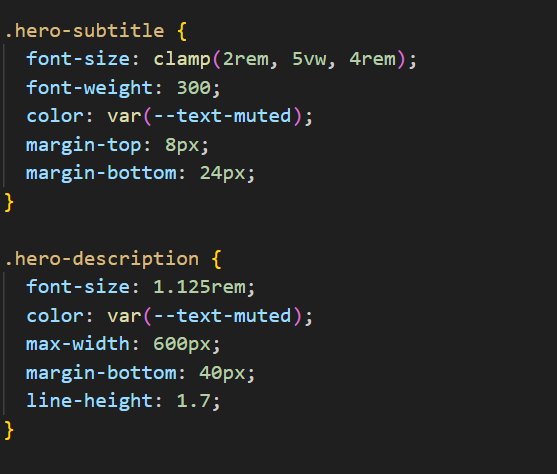 .hero-subtitle {
  font-size: clamp(2rem, 5vw, 4rem);
  font-weight: 300;
  color: var(--text-muted);
  margin-top: 8px;
  margin-bottom: 24px;
}

.hero-description {
  font-size: 1.125rem;
  color: var(--text-muted);
  max-width: 600px;
  margin-bottom: 40px;
  line-height: 1.7;
}